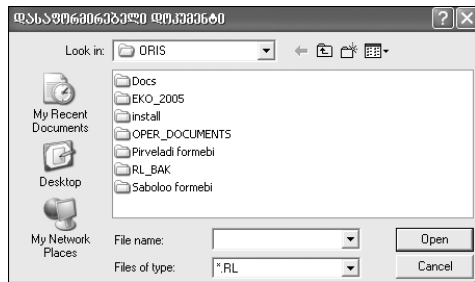 დასაფორმირებელი დოკუმენტი
Look in: ORIS
Docs
EKO_2005
install
OPER_DOCUMENTS
Pirveladi formebi
RL_BAK
Saboloo formebi
My Recent
Documents
Desktop
My Network
Places
File name: Open
Files of type: *.RL Cancel